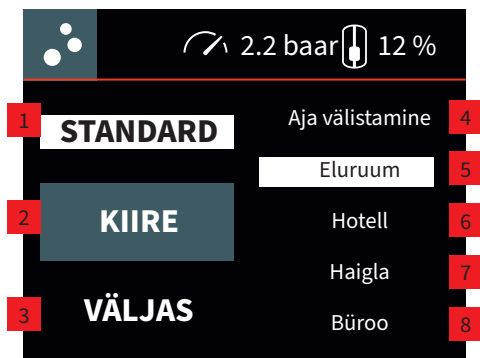 2.2 baar 12 %
1 STANDARD
2 KIIRE
3 VÄLJAS
Aja välistamine 4
Eluruum 5
Hotell 6
Haigla 7
Büroo 8